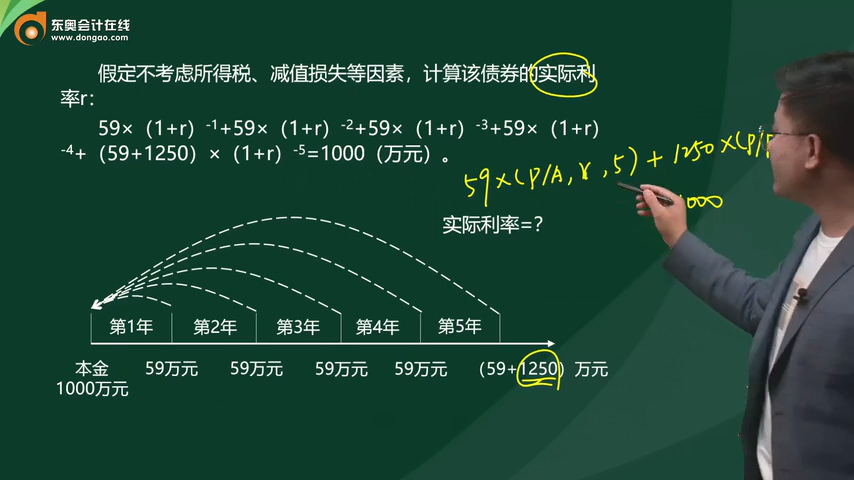 东奥会计在线
www.dongao.com
假定不考虑所得税、减值损失等因素，计算该债券的实际利
率r：
59×（1+r）-1+59×（1+r）-2+59×（1+r）-3+59×（1+r）
-4+（59+1250）×（1+r）-5=1000（万元）。
59×(P/A, r, 5) + 1250×(P/
1000
实际利率=？
第1年 第2年 第3年 第4年 第5年
本金 59万元 59万元 59万元 59万元 （59+1250）万元
1000万元